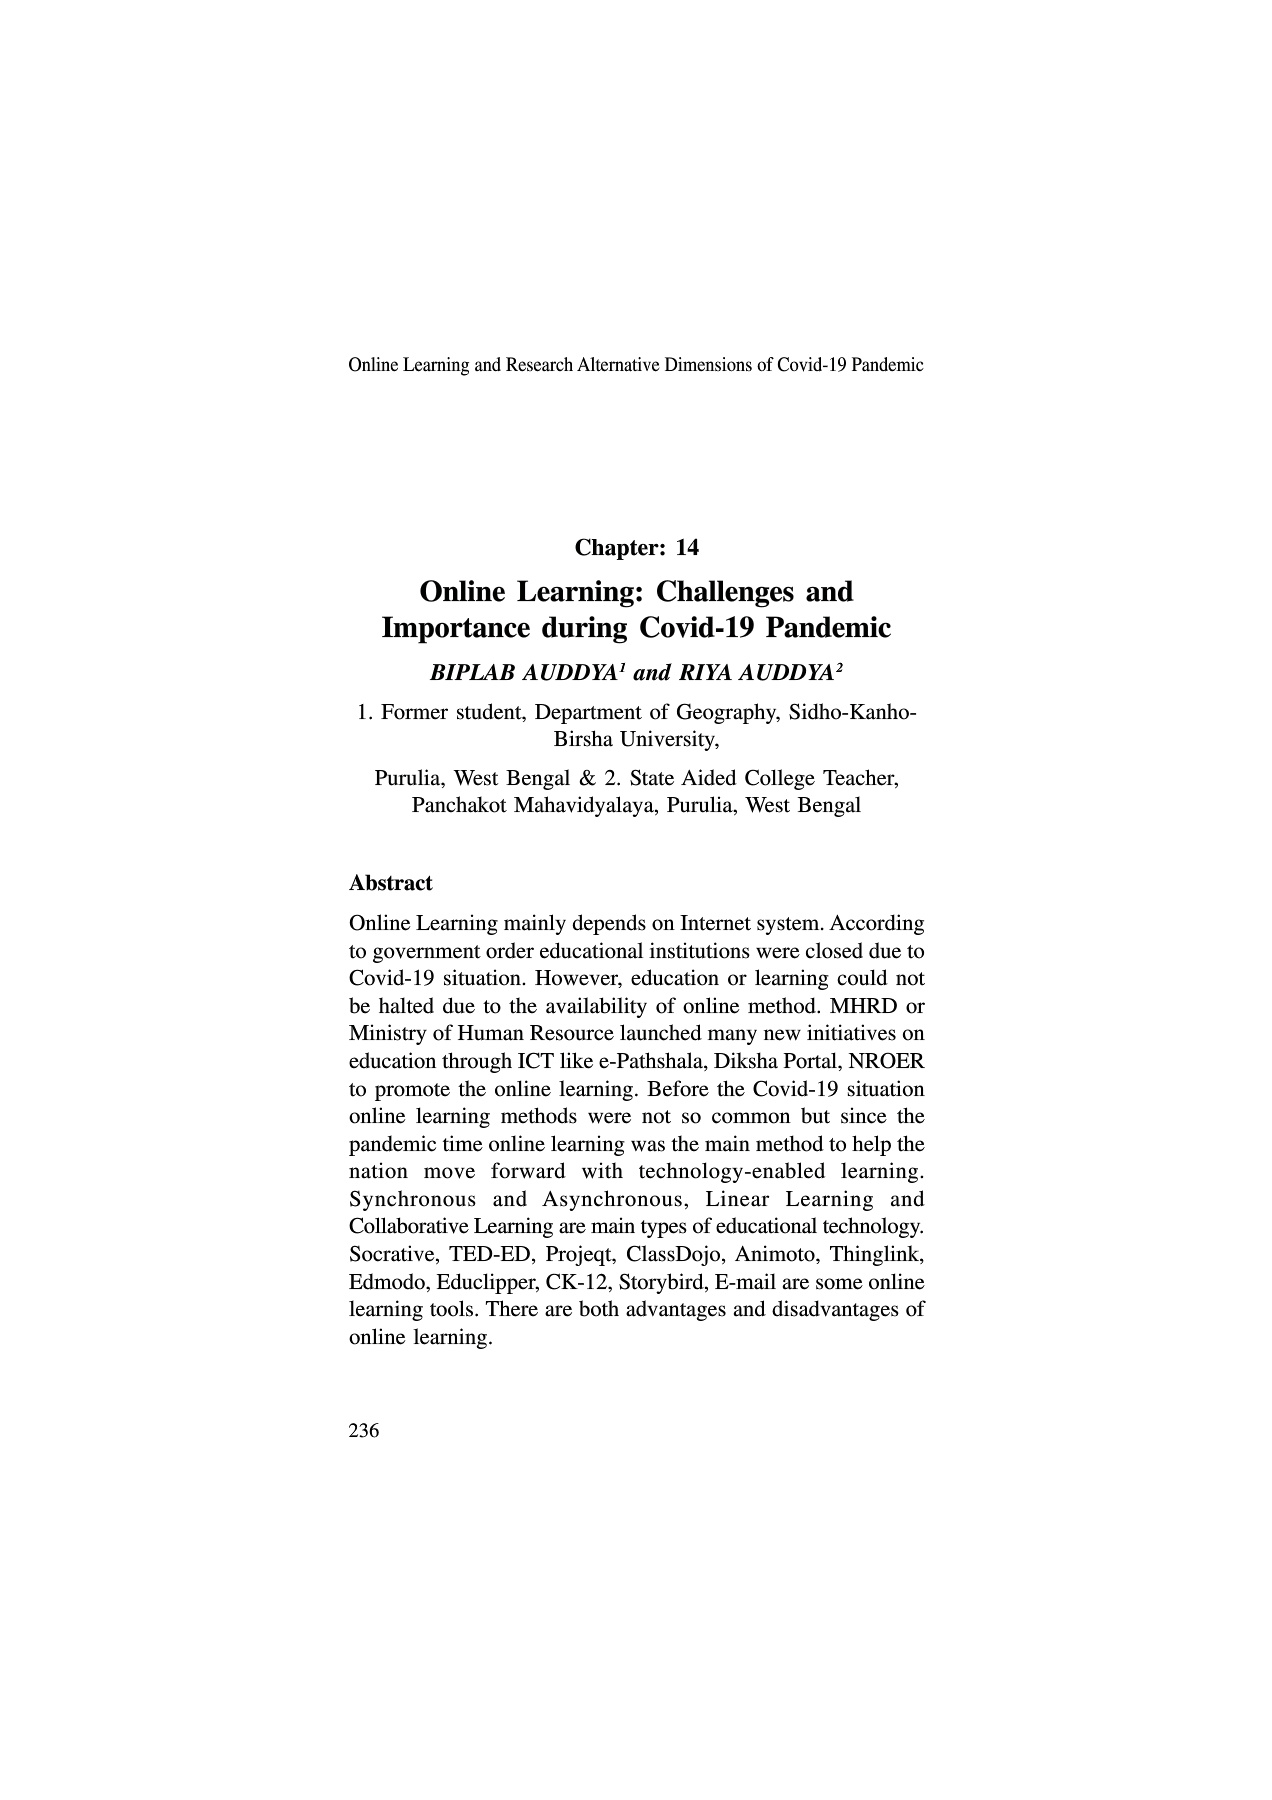 Online Learning and Research Alternative Dimensions of Covid-19 Pandemic
Chapter: 14
Online Learning: Challenges and
Importance during Covid-19 Pandemic
BIPLAB AUDDYA¹ and RIYA AUDDYA²
1. Former student, Department of Geography, Sidho-Kanho-
Birsha University,
Purulia, West Bengal & 2. State Aided College Teacher,
Panchakot Mahavidyalaya, Purulia, West Bengal
Abstract
Online Learning mainly depends on Internet system. According
to government order educational institutions were closed due to
Covid-19 situation. However, education or learning could not
be halted due to the availability of online method. MHRD or
Ministry of Human Resource launched many new initiatives on
education through ICT like e-Pathshala, Diksha Portal, NROER
to promote the online learning. Before the Covid-19 situation
online learning methods were not so common but since the
pandemic time online learning was the main method to help the
nation move forward with technology-enabled learning.
Synchronous and Asynchronous, Linear Learning and
Collaborative Learning are main types of educational technology.
Socrative, TED-ED, Projeqt, ClassDojo, Animoto, Thinglink,
Edmodo, Educlipper, CK-12, Storybird, E-mail are some online
learning tools. There are both advantages and disadvantages of
online learning.
236